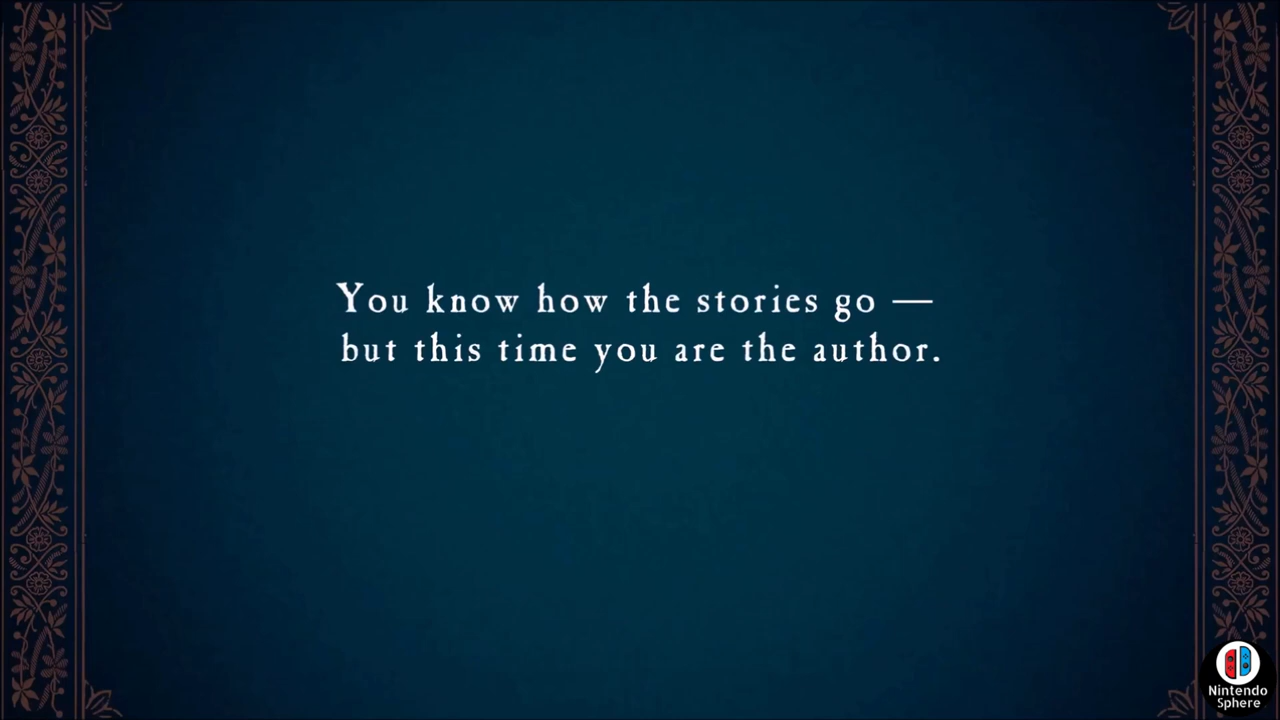 You know how the stories go —
but this time you are the author.
Nintendo
Sphere